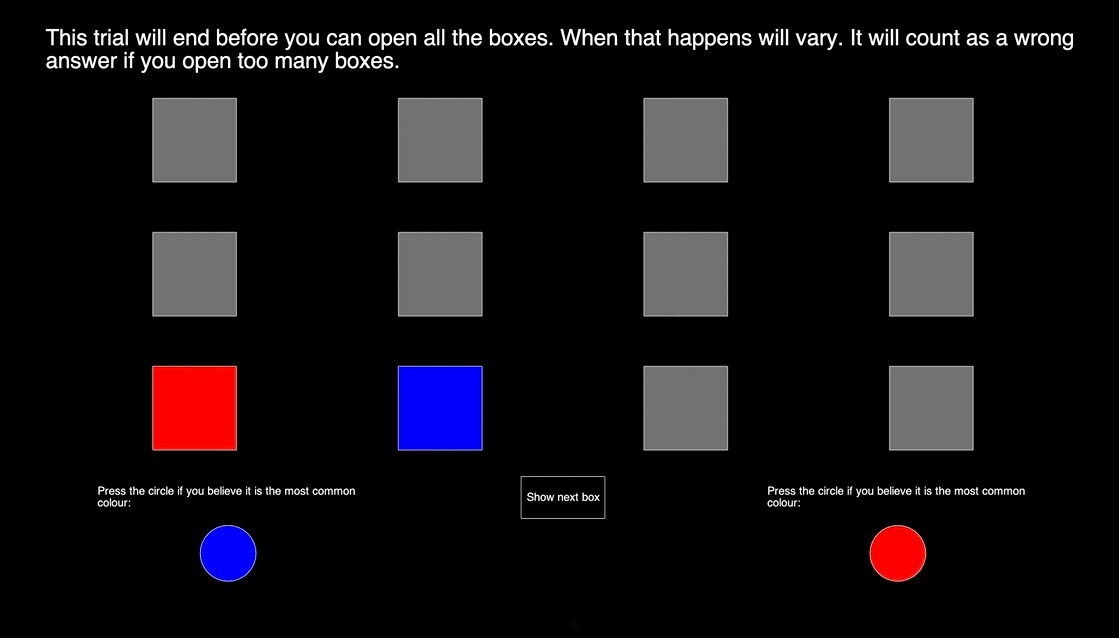 This trial will end before you can open all the boxes. When that happens will vary. It will count as a wrong
answer if you open too many boxes.
Press the circle if you believe it is the most common
colour:
Show next box
Press the circle if you believe it is the most common
colour: